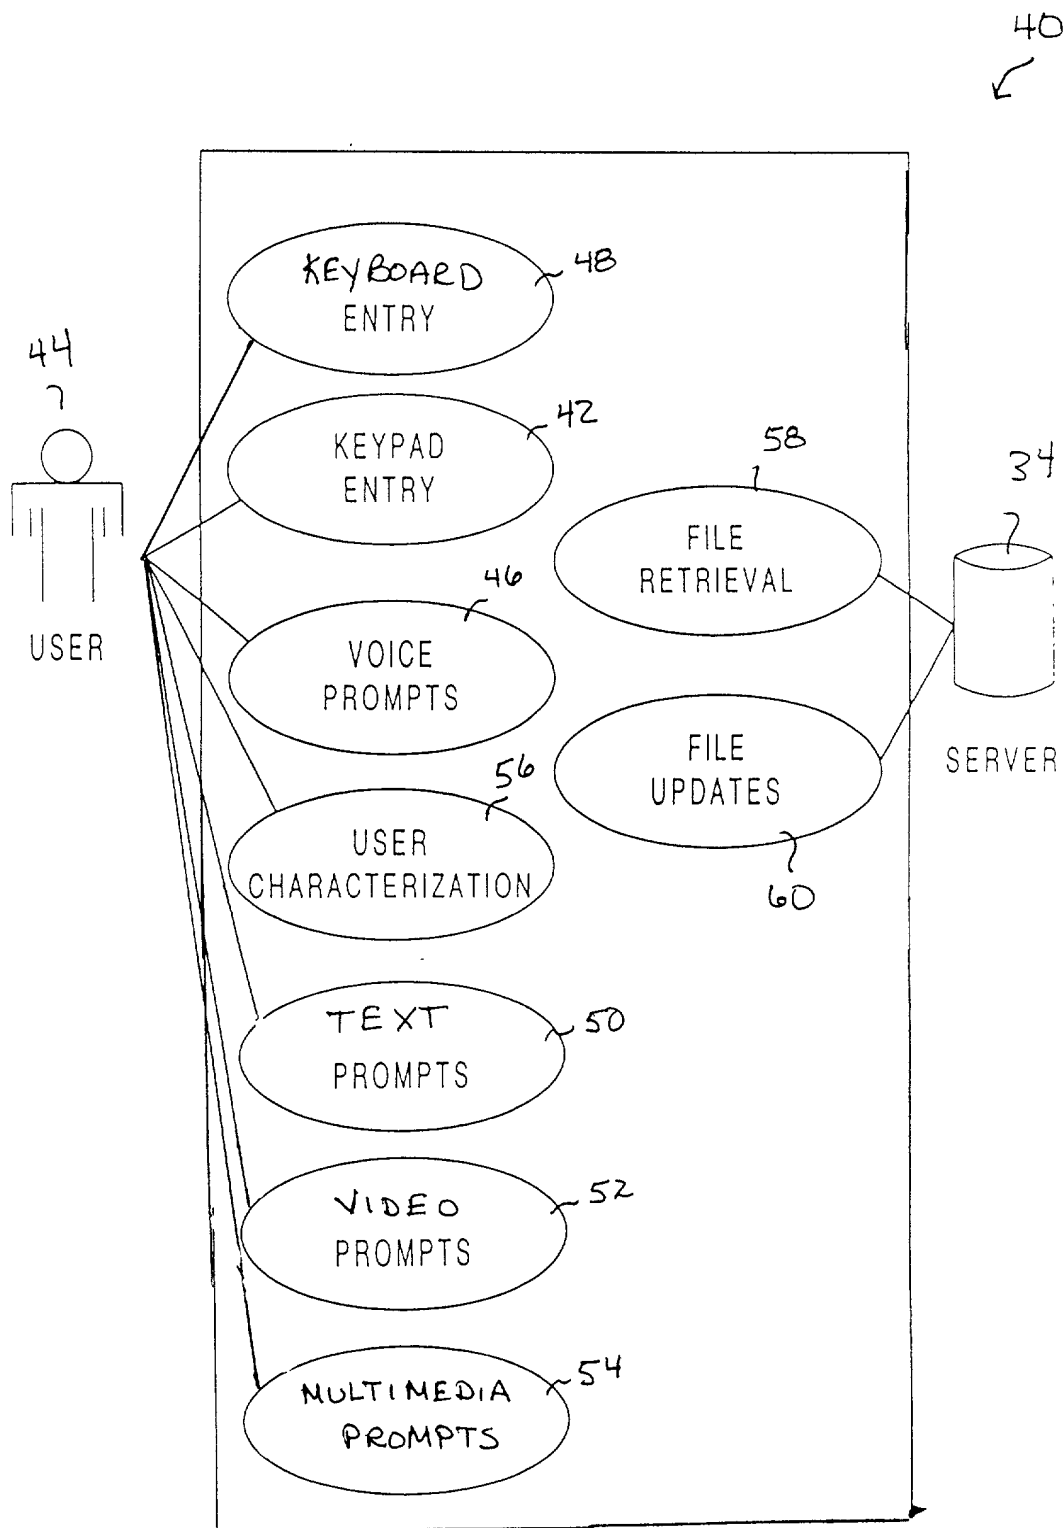 40
KEYBOARD
ENTRY
48
44
USER
KEYPAD
ENTRY
42
58
FILE
RETRIEVAL
34
SERVER
46
VOICE
PROMPTS
FILE
UPDATES
60
56
USER
CHARACTERIZATION
TEXT
PROMPTS
50
VIDEO
PROMPTS
52
MULTIMEDIA
PROMPTS
54